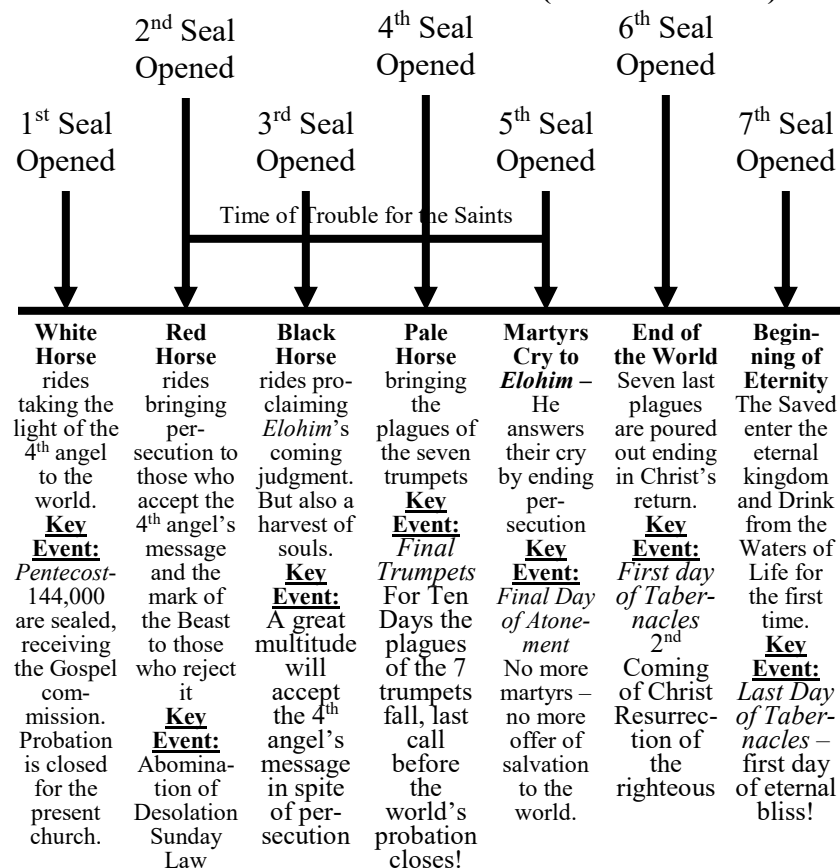 2nd Seal
Opened
4th Seal
Opened
6th Seal
Opened
1st Seal
Opened
3rd Seal
Opened
5th Seal
Opened
7th Seal
Opened
Time of Trouble for the Saints
White
Horse
rides
taking the
light of the
4th angel
to the
world.
Key
Event:
Pentecost-
144,000
are sealed,
receiving
the Gospel
com-
mission.
Probation
is closed
for the
present
church.
Red
Horse
rides
bringing
per-
secution to
those who
accept the
4th angel's
message
and the
mark of
the Beast
to those
who reject
it
Key
Event:
Abomina-
tion of
Desolation
Sunday
Law
Black
Horse
rides pro-
claiming
Elohim's
coming
judgment.
But also a
harvest of
souls.
Key
Event:
A great
multitude
will
accept
the 4th
angel's
message
in spite
of per-
secution
Pale
Horse
bringing
the
plagues of
the seven
trumpets
Key
Event:
Final
Trumpets
For Ten
Days the
plagues
of the 7
trumpets
fall, last
call
before
the
world's
probation
closes!
Martyrs
Cry to
Elohim –
He
answers
their cry
by ending
per-
secution
Key
Event:
Final Day
of Atone-
ment
No more
martyrs –
no more
offer of
salvation
to the
world.
End of
the World
Seven last
plagues
are poured
out ending
in Christ's
return.
Key
Event:
First day
of Taber-
nacles
2nd
Coming
of Christ
Resurrec-
tion of
the
righteous
Begin-
ning of
Eternity
The Saved
enter the
eternal
kingdom
and Drink
from the
Waters of
Life for
the first
time.
Key
Event:
Last Day
of Taber-
nacles –
first day
of eternal
bliss!